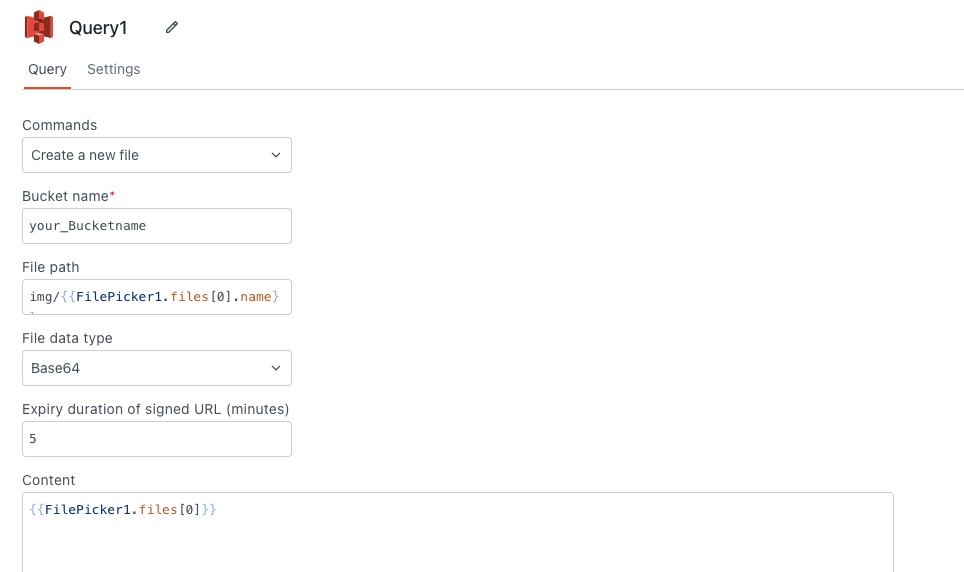 Query1
Query Settings
Commands
Create a new file
Bucket name*
your_Bucketname
File path
img/{{FilePicker1.files[0].name}
}
File data type
Base64
Expiry duration of signed URL (minutes)
5
Content
{{FilePicker1.files[0]}}